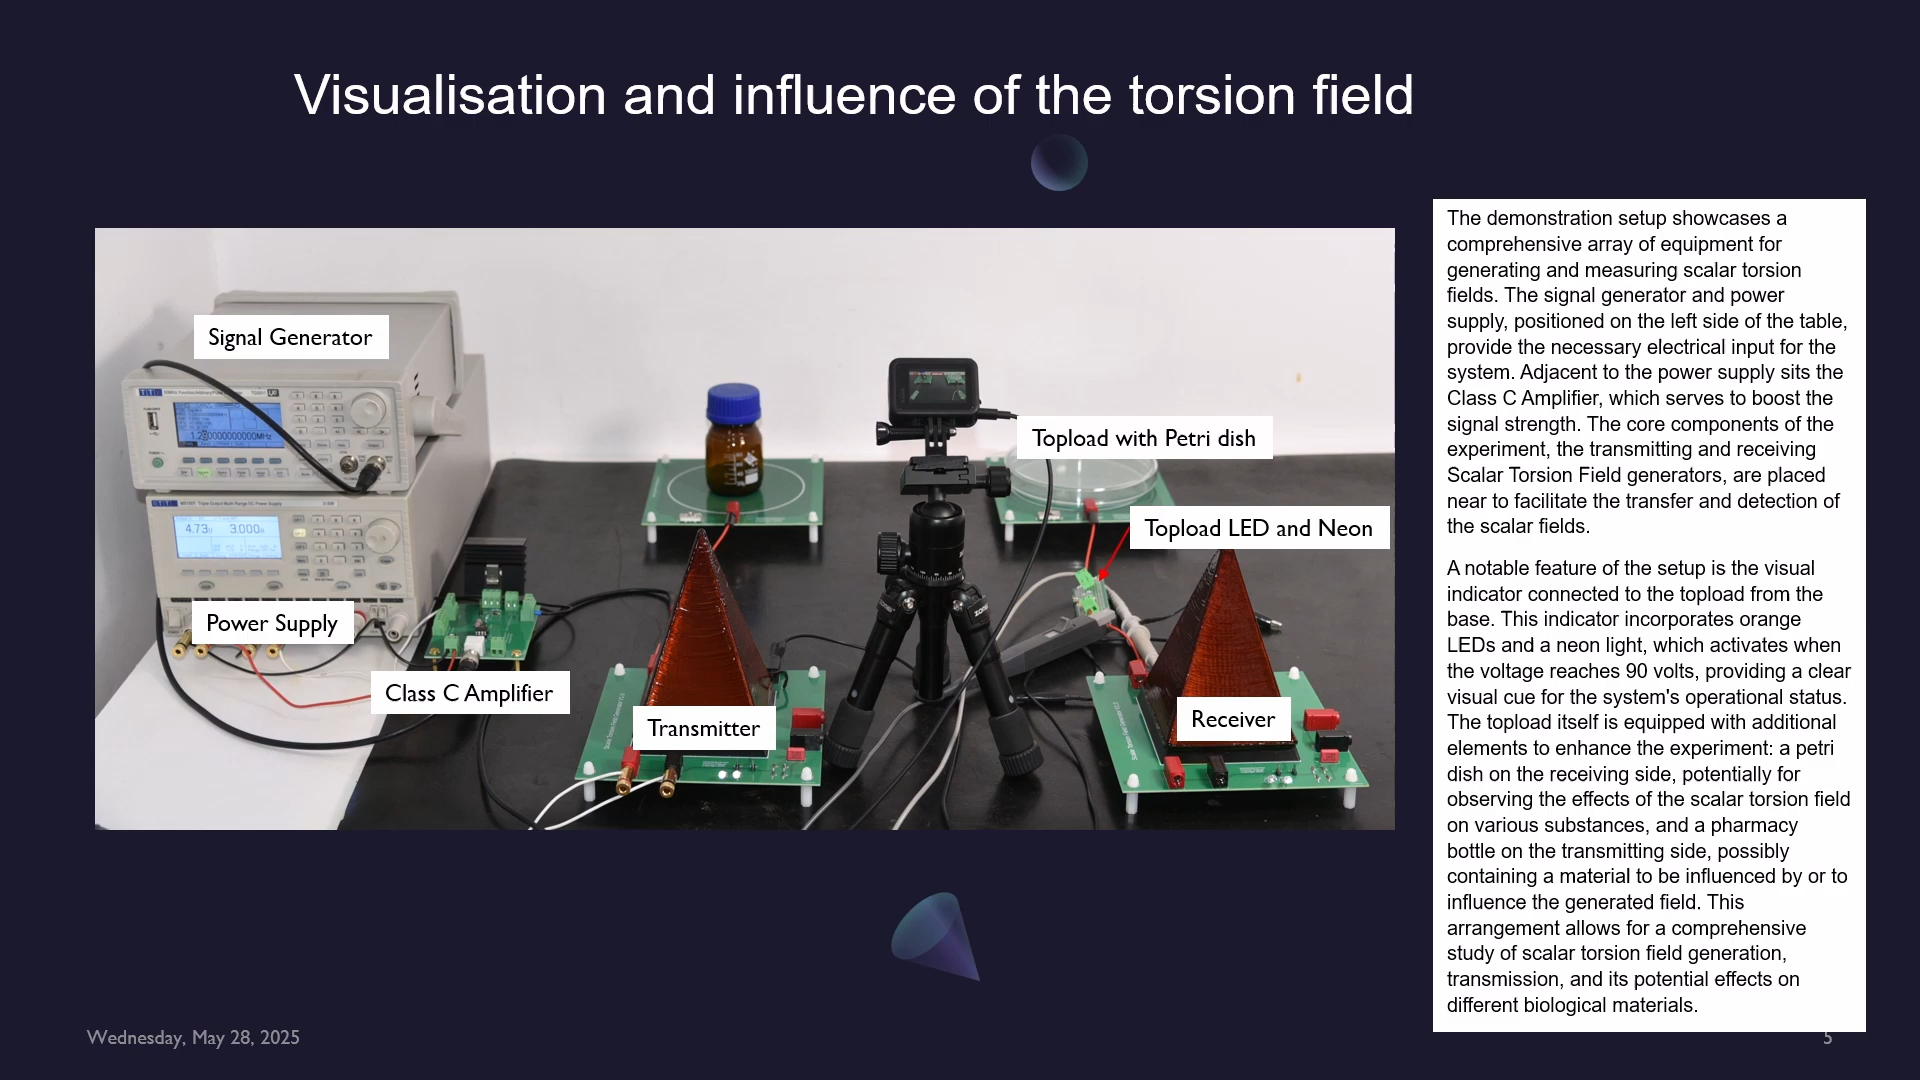 Visualisation and influence of the torsion field
Signal Generator
Power Supply
Class C Amplifier
Transmitter
Topload with Petri dish
Topload LED and Neon
Receiver
4.73
3.000
The demonstration setup showcases a
comprehensive array of equipment for
generating and measuring scalar torsion
fields. The signal generator and power
supply, positioned on the left side of the table,
provide the necessary electrical input for the
system. Adjacent to the power supply sits the
Class C Amplifier, which serves to boost the
signal strength. The core components of the
experiment, the transmitting and receiving
Scalar Torsion Field generators, are placed
near to facilitate the transfer and detection of
the scalar fields.
A notable feature of the setup is the visual
indicator connected to the topload from the
base. This indicator incorporates orange
LEDs and a neon light, which activates when
the voltage reaches 90 volts, providing a clear
visual cue for the system's operational status.
The topload itself is equipped with additional
elements to enhance the experiment: a petri
dish on the receiving side, potentially for
observing the effects of the scalar torsion field
on various substances, and a pharmacy
bottle on the transmitting side, possibly
containing a material to be influenced by or to
influence the generated field. This
arrangement allows for a comprehensive
study of scalar torsion field generation,
transmission, and its potential effects on
different biological materials.
Wednesday, May 28, 2025
5